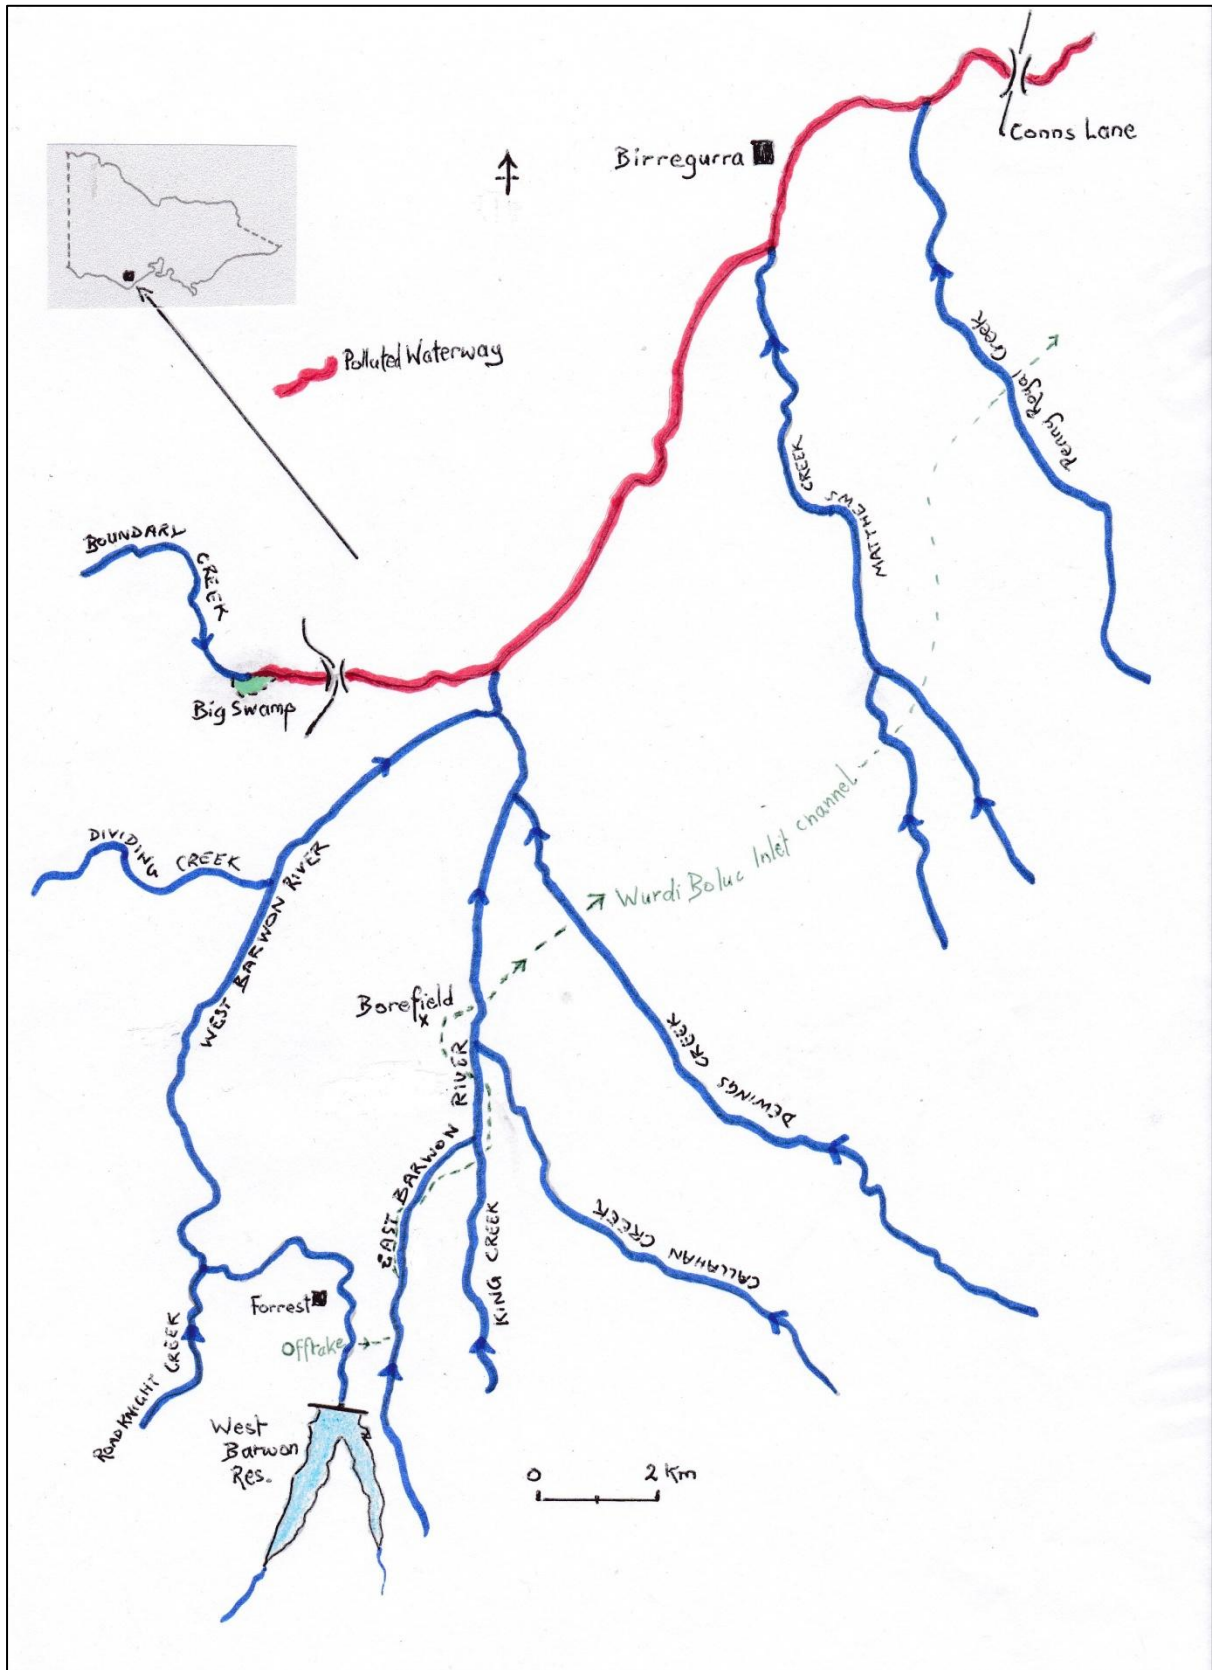 Conns Lane
Birregurra
Polluted Waterway
Penny Royal Creek
MATTHEWS CREEK
BOUNDARY CREEK
Big Swamp
DIVIDING CREEK
WEST BARWON RIVER
Wurdi Boluc Inlet channel
Borefield
x
DEWINGS CREEK
EAST BARWON RIVER
CALLAHAN CREEK
KING CREEK
Forrest
Offtake
ROADKNIGHT CREEK
West
Barwon
Res.
0 2 Km